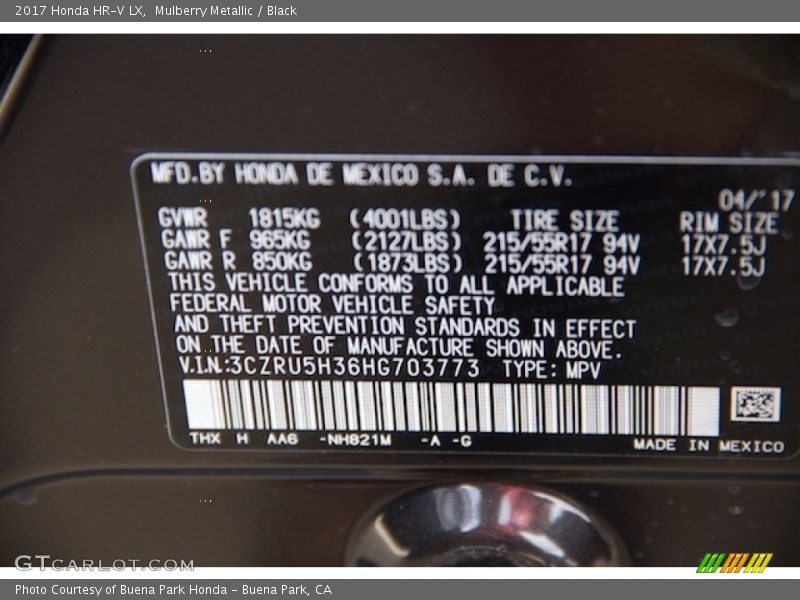 2017 Honda HR-V LX,  Mulberry Metallic / Black
MFD.BY HONDA DE MEXICO S.A. DE C.V.
04/'17
GVWR 1815KG (4001LBS) TIRE SIZE RIM SIZE
GAWR F 965KG (2127LBS) 215/55R17 94V 17X7.5J
GAWR R 850KG (1873LBS) 215/55R17 94V 17X7.5J
THIS VEHICLE CONFORMS TO ALL APPLICABLE
FEDERAL MOTOR VEHICLE SAFETY
AND THEFT PREVENTION STANDARDS IN EFFECT
ON THE DATE OF MANUFACTURE SHOWN ABOVE.
V.I.N.:3CZRU5H36HG703773 TYPE: MPV
THX H AA6 -NH821M -A -G
MADE IN MEXICO
GTCARLOT.COM
Photo Courtesy of Buena Park Honda - Buena Park, CA